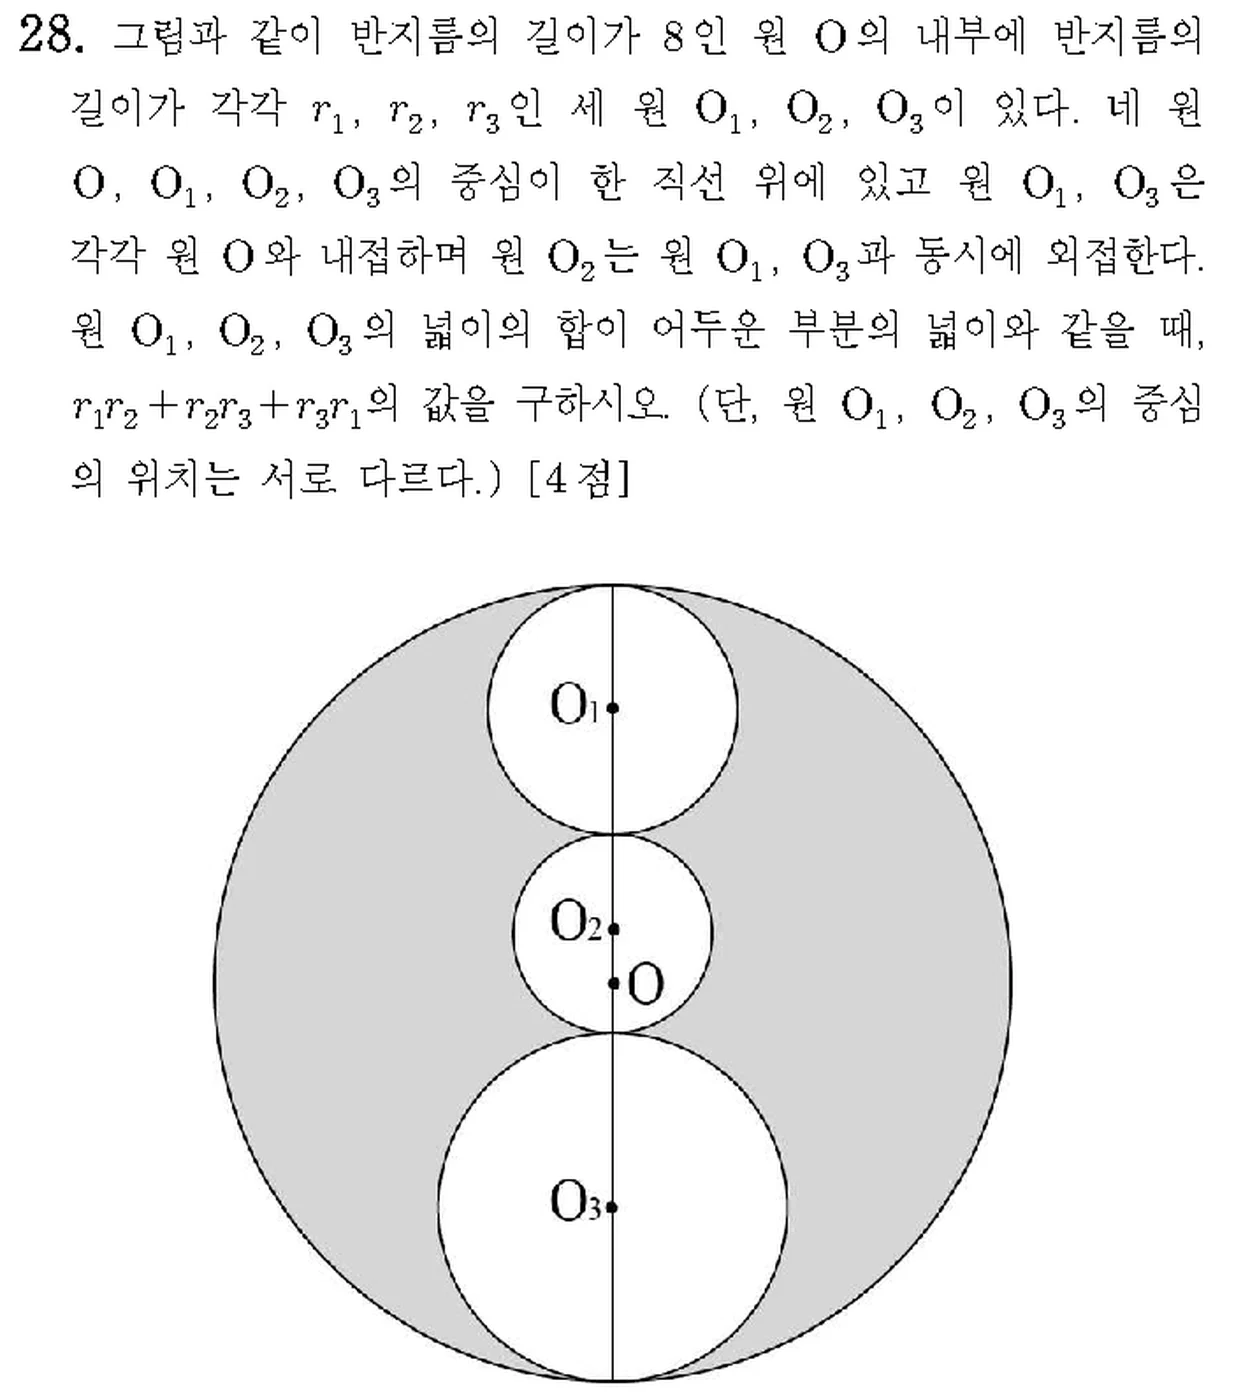 28. 그림과 같이 반지름의 길이가 8인 원 O의 내부에 반지름의
길이가 각각 r₁, r₂, r₃인 세 원 O₁, O₂, O₃이 있다. 네 원
O, O₁, O₂, O₃의 중심이 한 직선 위에 있고 원 O₁, O₃은
각각 원 O와 내접하며 원 O₂는 원 O₁, O₃과 동시에 외접한다.
원 O₁, O₂, O₃의 넓이의 합이 어두운 부분의 넓이와 같을 때,
r₁r₂+r₂r₃+r₃r₁의 값을 구하시오. (단, 원 O₁, O₂, O₃의 중심
의 위치는 서로 다르다.) [4점]
O₁
O₂
O
O₃